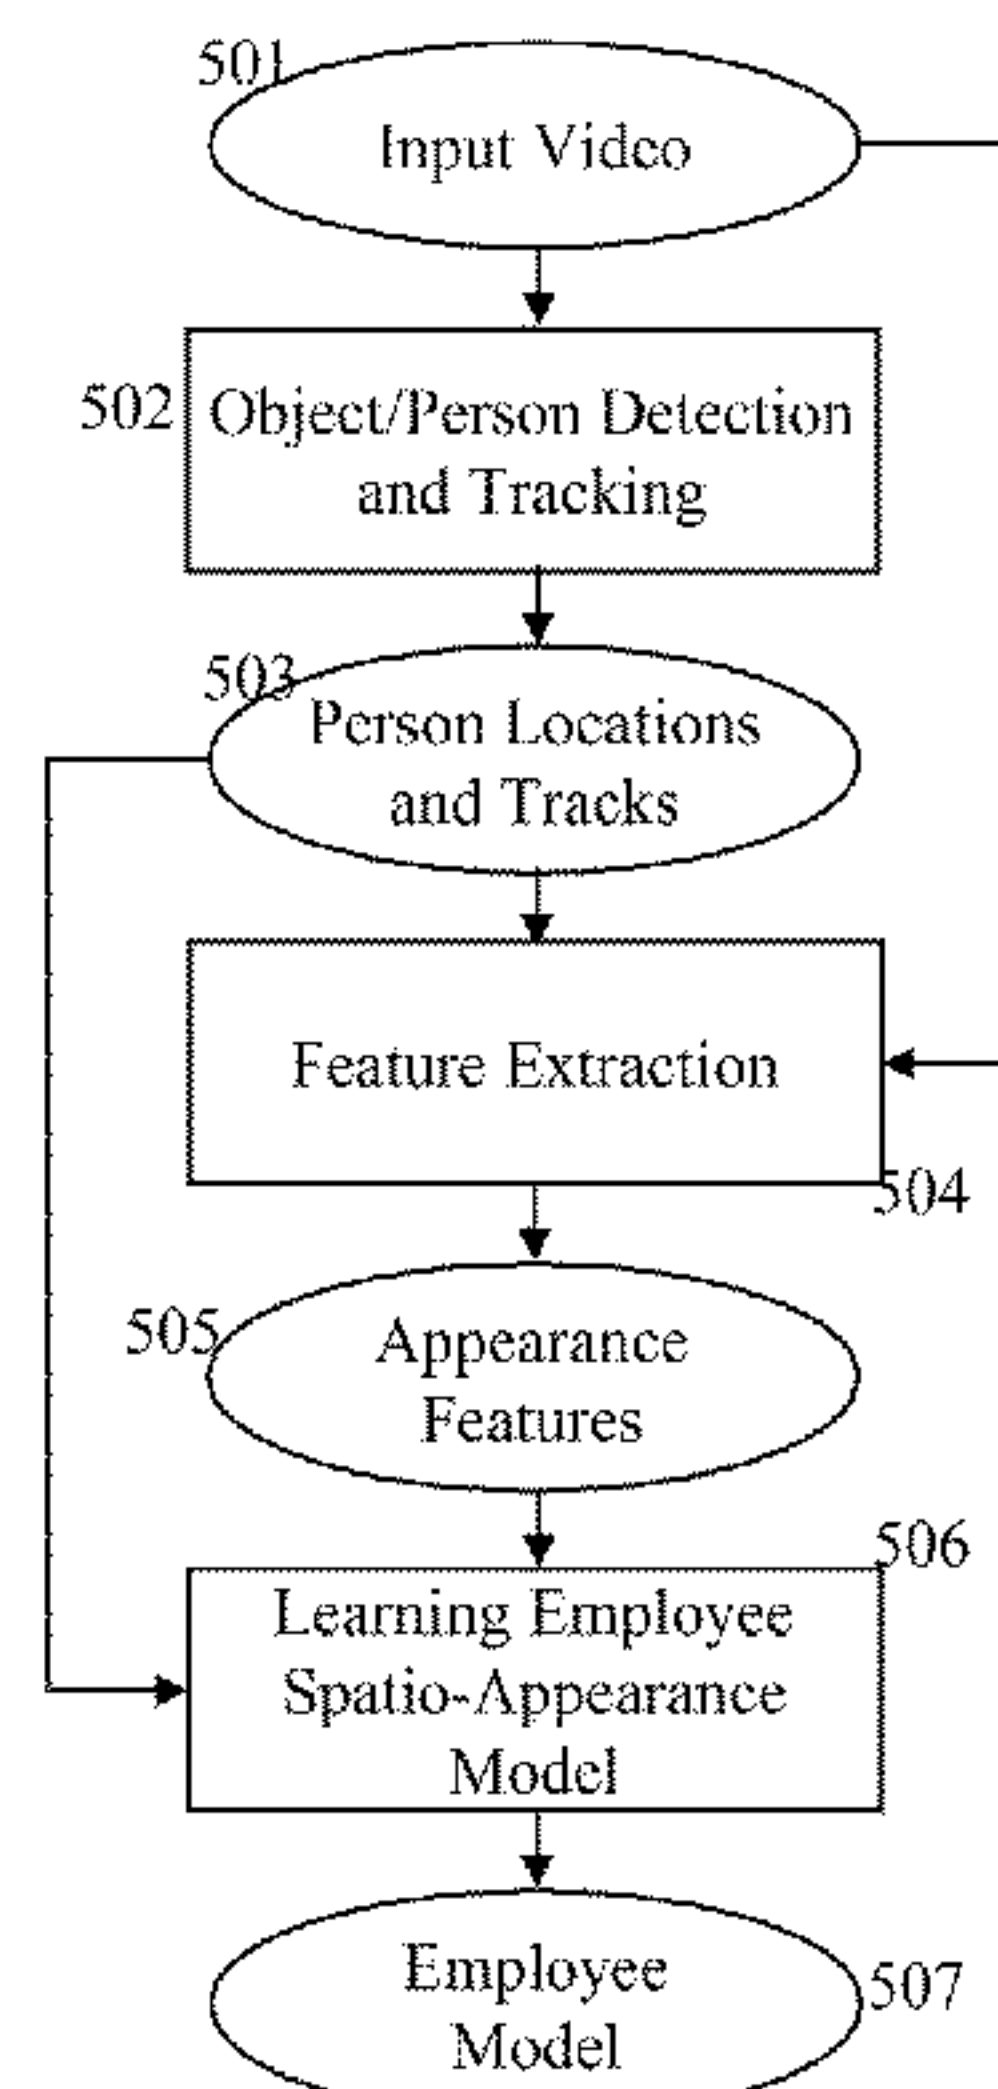 501
Input Video
502
Object/Person Detection
and Tracking
503
Person Locations
and Tracks
Feature Extraction
504
505
Appearance
Features
506
Learning Employee
Spatio-Appearance
Model
Employee
Model
507